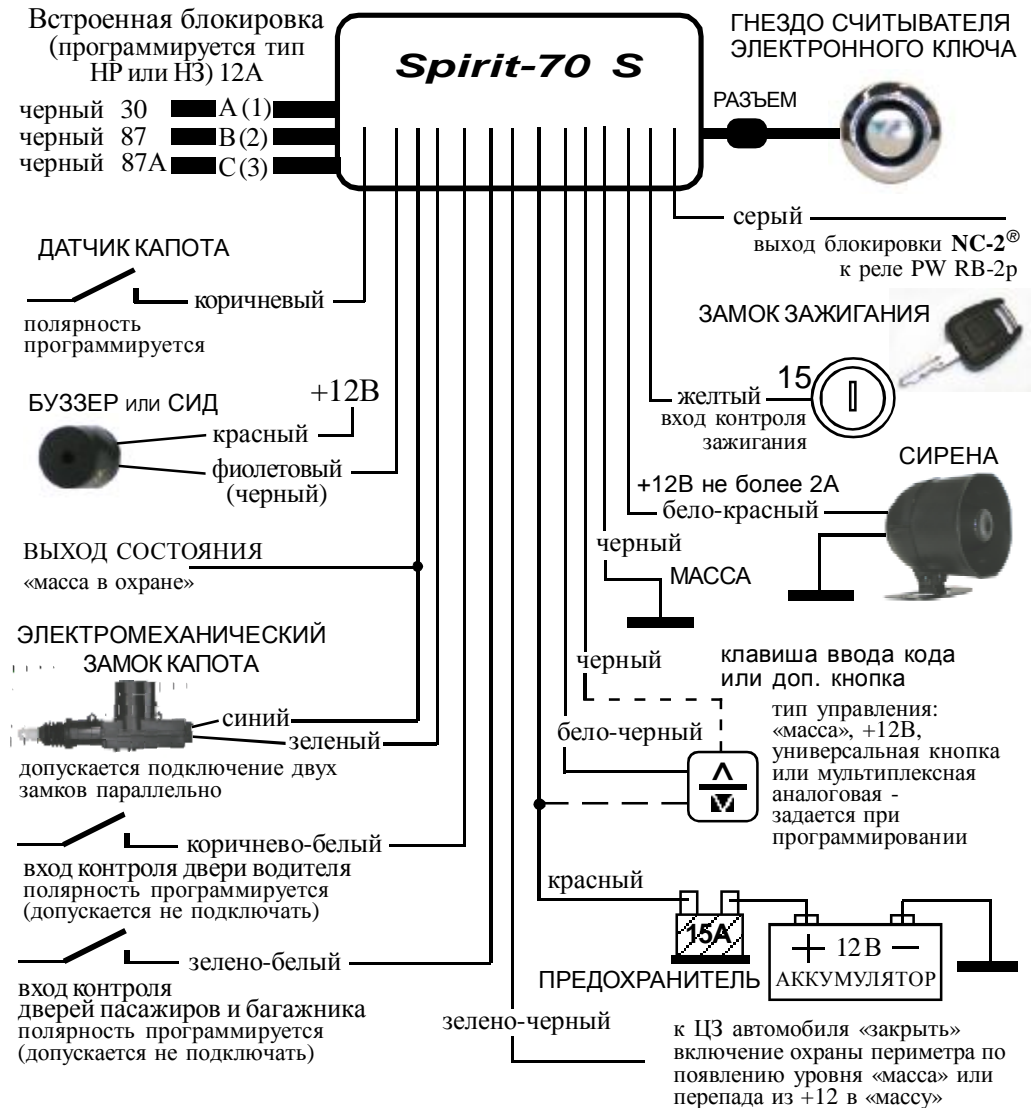 Встроенная блокировка
(программируется тип
НР или НЗ) 12А
черный 30 А (1)
черный 87 В (2)
черный 87А С (3)
Spirit-70 S
ГНЕЗДО СЧИТЫВАТЕЛЯ
ЭЛЕКТРОННОГО КЛЮЧА
РАЗЪЕМ
серый
выход блокировки NC-2®
к реле PW RB-2p
ДАТЧИК КАПОТА
коричневый
полярность
программируется
ЗАМОК ЗАЖИГАНИЯ
15
желтый
вход контроля
зажигания
БУЗЗЕР или СИД
+12В
красный
фиолетовый
(черный)
СИРЕНА
+12В не более 2А
бело-красный
черный
МАССА
ВЫХОД СОСТОЯНИЯ
«масса в охране»
ЭЛЕКТРОМЕХАНИЧЕСКИЙ
ЗАМОК КАПОТА
синий
зеленый
допускается подключение двух
замков параллельно
черный
бело-черный
клавиша ввода кода
или доп. кнопка
тип управления:
«масса», +12В,
универсальная кнопка
или мультиплексная
аналоговая -
задается при
программировании
коричнево-белый
вход контроля двери водителя
полярность программируется
(допускается не подключать)
красный
15А
ПРЕДОХРАНИТЕЛЬ
+ 12 В −
АККУМУЛЯТОР
зелено-белый
вход контроля
дверей пасажиров и багажника
полярность программируется
(допускается не подключать)
зелено-черный
к ЦЗ автомобиля «закрыть»
включение охраны периметра по
появлению уровня «масса» или
перепада из +12 в «массу»